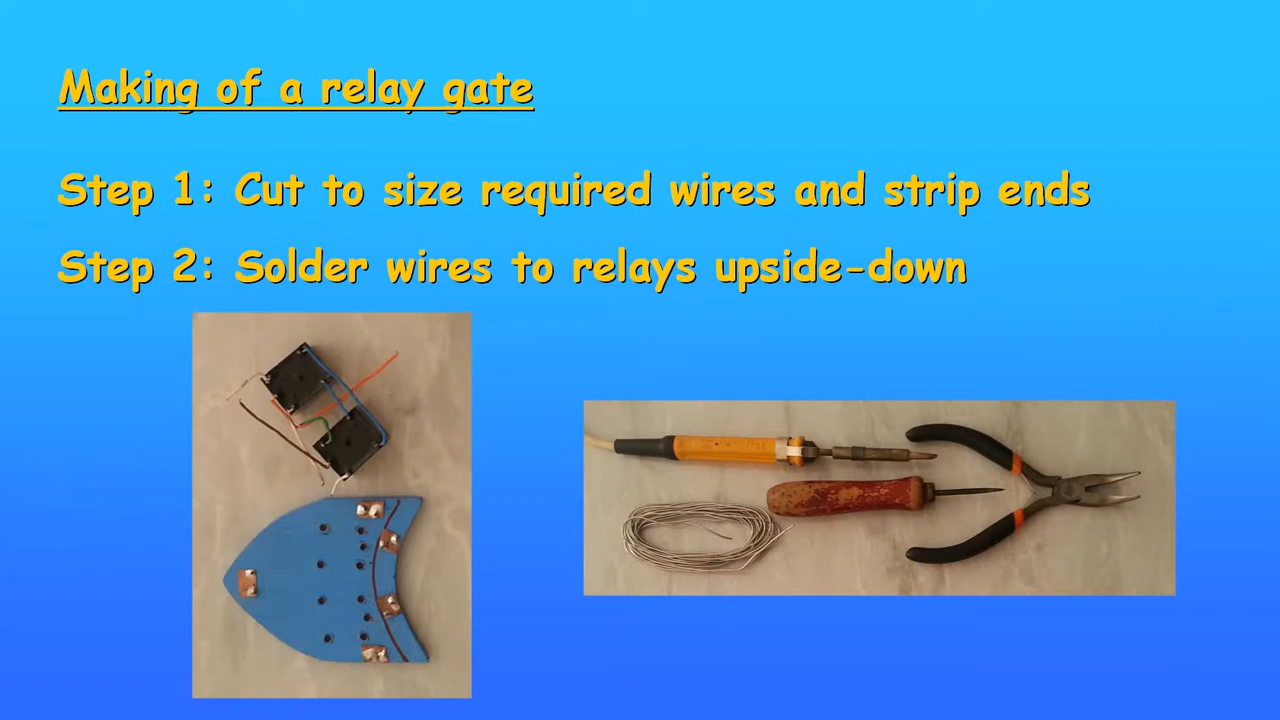 Making of a relay gate
Step 1: Cut to size required wires and strip ends
Step 2: Solder wires to relays upside-down